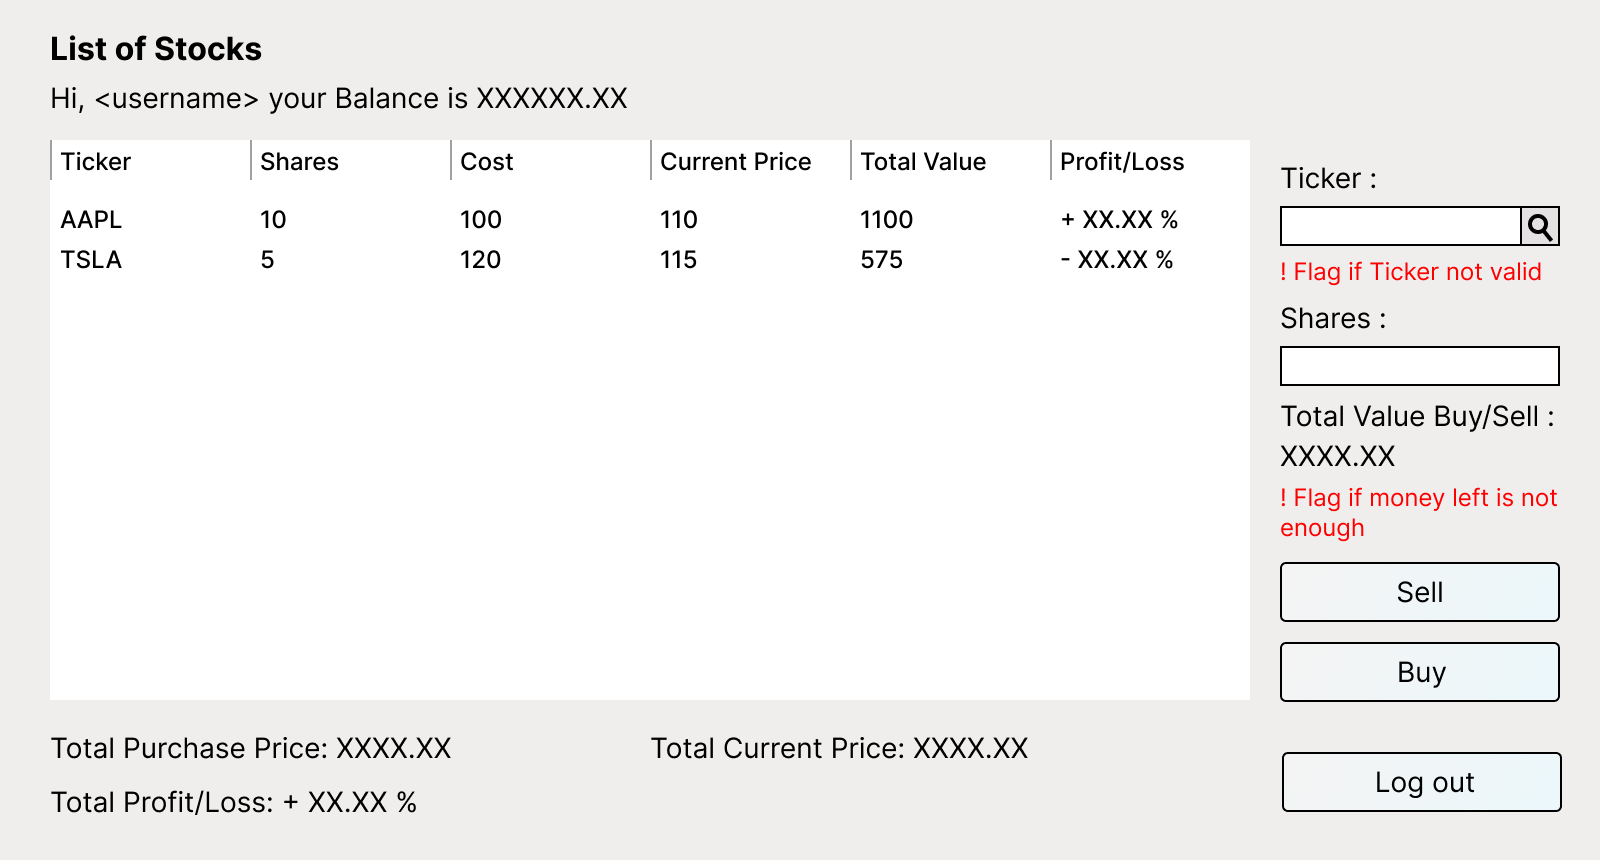 List of Stocks
Hi, <username> your Balance is XXXXXX.XX
Ticker Shares Cost Current Price Total Value Profit/Loss
AAPL 10 100 110 1100 + XX.XX %
TSLA 5 120 115 575 - XX.XX %
Ticker :
! Flag if Ticker not valid
Shares :
Total Value Buy/Sell :
XXXX.XX
! Flag if money left is not
enough
Sell
Buy
Total Purchase Price: XXXX.XX
Total Current Price: XXXX.XX
Total Profit/Loss: + XX.XX %
Log out